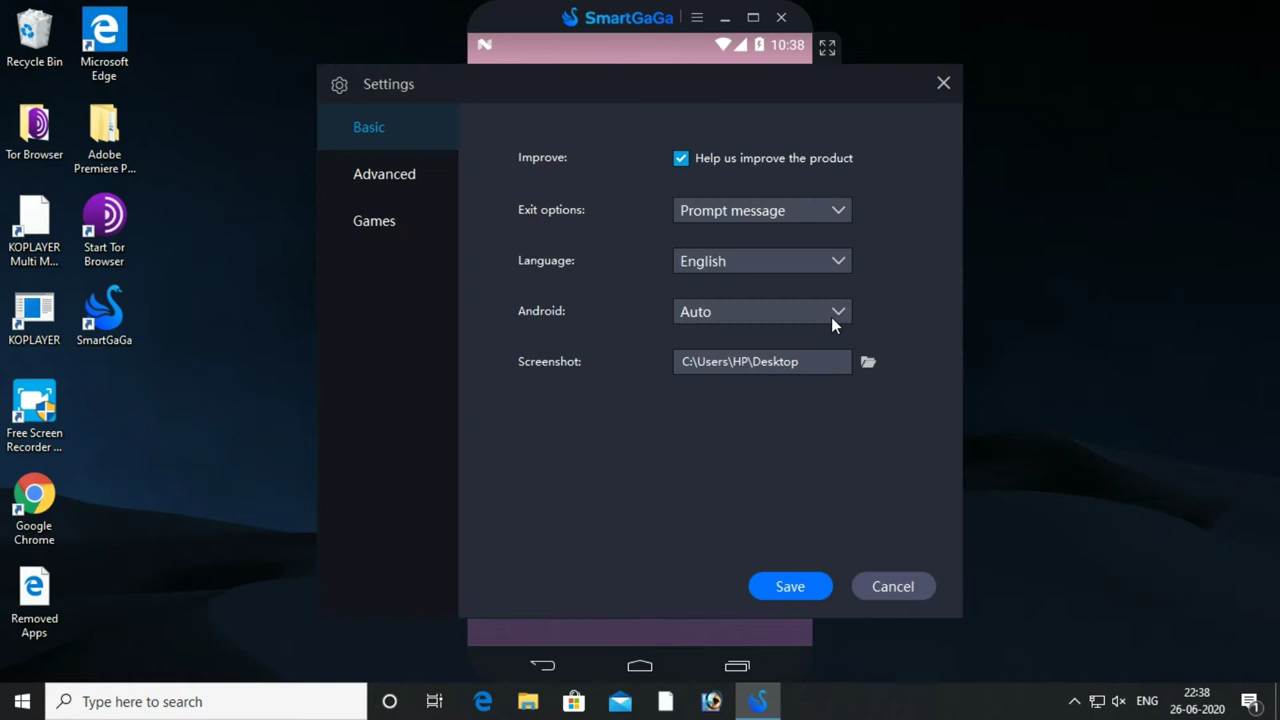 SmartGaGa
10:38
Recycle Bin
Microsoft
Edge
Settings
Basic
Advanced
Games
Improve:
Help us improve the product
Exit options:
Prompt message
Language:
English
Android:
Auto
Screenshot:
C:\Users\HP\Desktop
Save
Cancel
Tor Browser
Adobe
Premiere P...
KOPLAYER
Multi M...
Start Tor
Browser
KOPLAYER
SmartGaGa
Free Screen
Recorder ...
Google
Chrome
Removed
Apps
Type here to search
ENG
22:38
26-06-2020
1